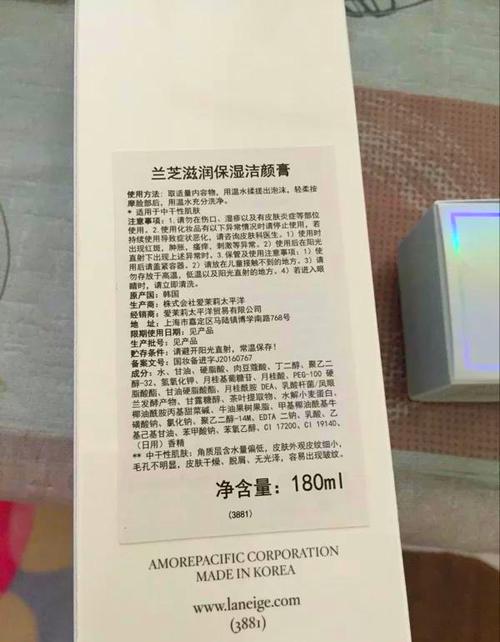 兰芝滋润保湿洁颜膏
使用方法: 取适量内容物，用温水揉搓出泡沫，轻柔按
摩脸部后，用温水充分洗净。
* 适用于中干性肌肤
注意事项: 1.请勿在伤口、湿疹以及有皮肤炎症等部位
使用。2.使用化妆品有以下异常情况时请停止使用，若
持续使用导致症状恶化，请咨询皮肤科医生。1）使用时
出现红斑，肿胀，瘙痒，刺激等异常。2）使用后在阳光
直射下出现上述异常时。3.保管及使用注意事项: 1）使
用后请盖紧容器。2）请放在儿童接触不到的地方。3）请
勿存放于高温，低温以及阳光直射的地方。4）若进入眼
睛时，请立即清洗。
原产国: 韩国
生产商: 株式会社爱茉莉太平洋
经销商: 爱茉莉太平洋贸易有限公司
地 址: 上海市嘉定区马陆镇博学南路768号
限期使用日期: 见产品
生产批号: 见产品
贮存条件: 请避开阳光直射，常温保存!
备案文号: 国妆备进字J20160767
成分: 水、甘油、硬脂酸、肉豆蔻酸、丁二醇、聚乙二
醇-32、氢氧化钾、月桂基葡糖苷、月桂酸、PEG-100 硬
脂酸酯、甘油硬脂酸酯、月桂酰胺 DEA、乳酸杆菌/凤眼
兰发酵产物、甘露糖醇、茶叶提取物、水解小麦蛋白、
椰油酰胺丙基甜菜碱、牛油果树果脂、甲基椰油酰基牛
磺酸钠、氯化钠、聚乙二醇-14M、EDTA 二钠、乳酸、乙
基己基甘油、苯甲酸钠、苯氧乙醇、CI 17200、CI 19140、
（日用）香精
** 中干性肌肤: 角质层含水量偏低，皮肤外观皮纹细小，
毛孔不明显，皮肤干燥、脱屑、无光泽，容易出现皱纹。
净含量: 180ml
(3881)
AMOREPACIFIC CORPORATION
MADE IN KOREA
www.laneige.com
(3881)